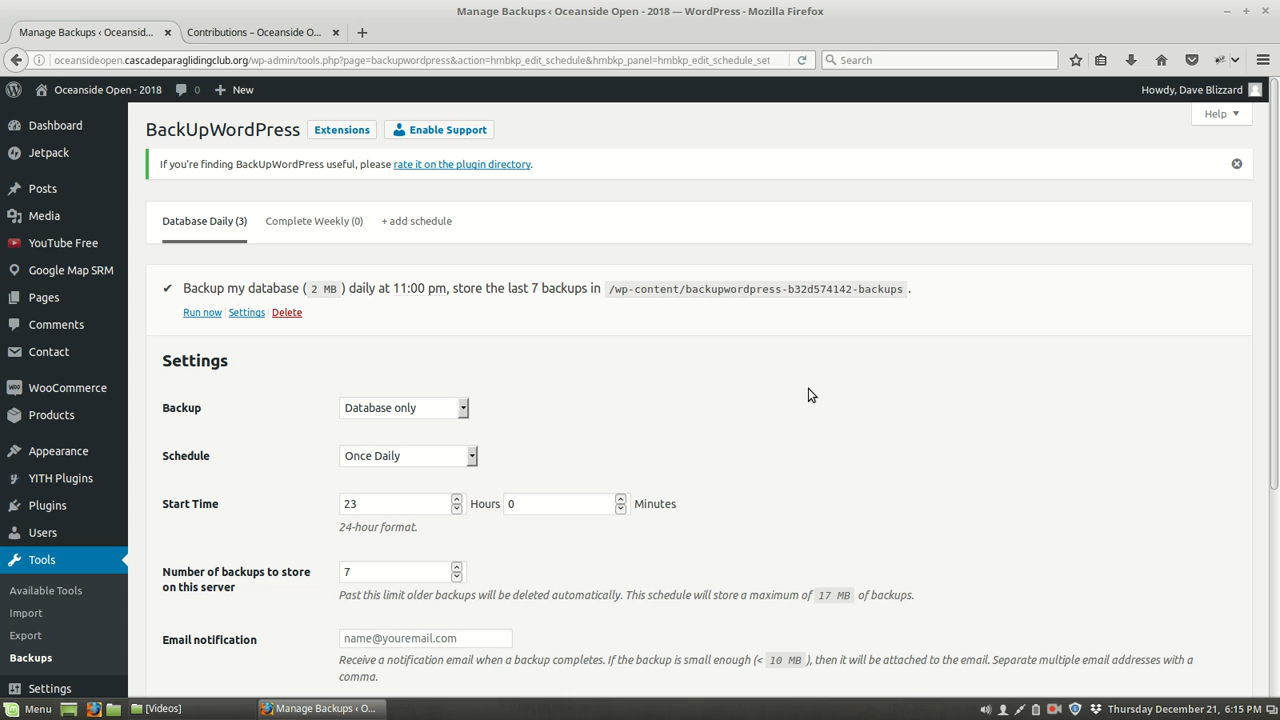 Manage Backups ‹ Oceanside Open - 2018 — WordPress - Mozilla Firefox
Manage Backups ‹ Oceansid...
Contributions – Oceanside O...
oceansideopen.cascadeparaglidingclub.org/wp-admin/tools.php?page=backupwordpress&action=hmbkp_edit_schedule&hmbkp_panel=hmbkp_edit_schedule_set
Search
Oceanside Open - 2018
0
New
Howdy, Dave Blizzard
Help
Dashboard
Jetpack
Posts
Media
YouTube Free
Google Map SRM
Pages
Comments
Contact
WOO
WooCommerce
Products
Appearance
YITH Plugins
Plugins
Users
Tools
Available Tools
Import
Export
Backups
Settings
BackUpWordPress
Extensions
Enable Support
If you're finding BackUpWordPress useful, please rate it on the plugin directory.
Database Daily (3)
Complete Weekly (0)
+ add schedule
Backup my database ( 2 MB ) daily at 11:00 pm, store the last 7 backups in /wp-content/backupwordpress-b32d574142-backups .
Run now | Settings | Delete
Settings
Backup
Database only
Schedule
Once Daily
Start Time
23
Hours
0
Minutes
24-hour format.
Number of backups to store
on this server
7
Past this limit older backups will be deleted automatically. This schedule will store a maximum of 17 MB of backups.
Email notification
name@youremail.com
Receive a notification email when a backup completes. If the backup is small enough (< 10 MB ), then it will be attached to the email. Separate multiple email addresses with a
comma.
Menu
[Videos]
Manage Backups ‹ O...
Thursday December 21, 6:15 PM